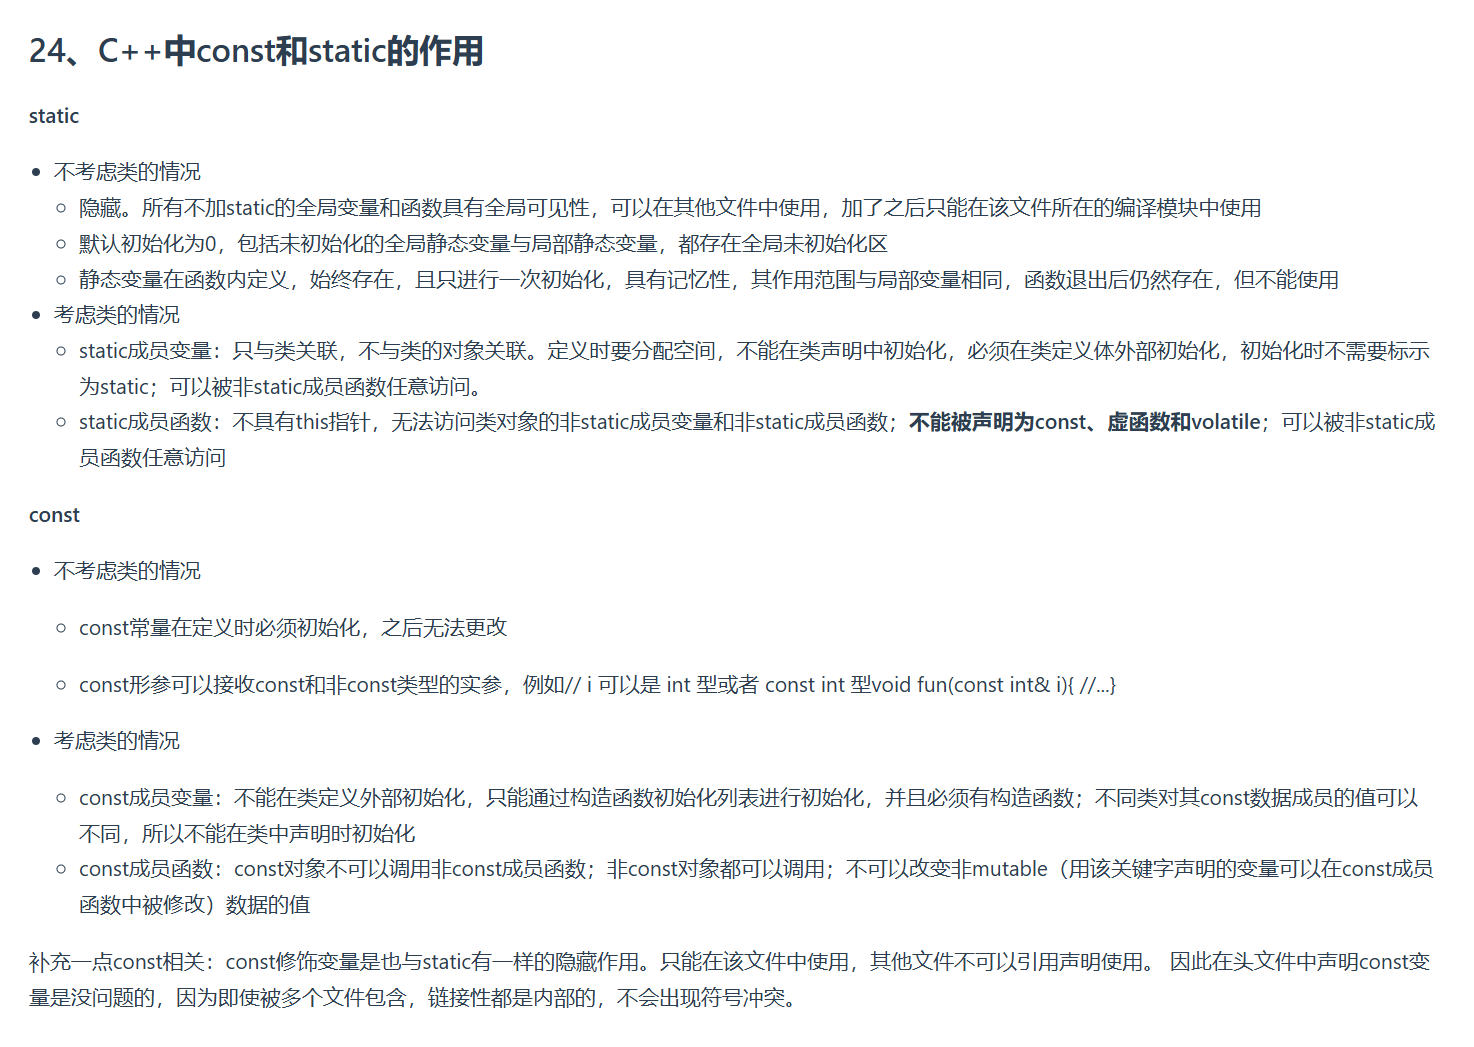 24、C++中const和static的作用
static
不考虑类的情况
隐藏。所有不加static的全局变量和函数具有全局可见性，可以在其他文件中使用，加了之后只能在该文件所在的编译模块中使用
默认初始化为0，包括未初始化的全局静态变量与局部静态变量，都存在全局未初始化区
静态变量在函数内定义，始终存在，且只进行一次初始化，具有记忆性，其作用范围与局部变量相同，函数退出后仍然存在，但不能使用
考虑类的情况
static成员变量：只与类关联，不与类的对象关联。定义时要分配空间，不能在类声明中初始化，必须在类定义体外部初始化，初始化时不需要标示
为static；可以被非static成员函数任意访问。
static成员函数：不具有this指针，无法访问类对象的非static成员变量和非static成员函数；不能被声明为const、虚函数和volatile；可以被非static成
员函数任意访问
const
不考虑类的情况
const常量在定义时必须初始化，之后无法更改
const形参可以接收const和非const类型的实参，例如// i 可以是 int 型或者 const int 型void fun(const int& i){ //...}
考虑类的情况
const成员变量：不能在类定义外部初始化，只能通过构造函数初始化列表进行初始化，并且必须有构造函数；不同类对其const数据成员的值可以
不同，所以不能在类中声明时初始化
const成员函数：const对象不可以调用非const成员函数；非const对象都可以调用；不可以改变非mutable（用该关键字声明的变量可以在const成员
函数中被修改）数据的值
补充一点const相关：const修饰变量是也与static有一样的隐藏作用。只能在该文件中使用，其他文件不可以引用声明使用。 因此在头文件中声明const变
量是没问题的，因为即使被多个文件包含，链接性都是内部的，不会出现符号冲突。